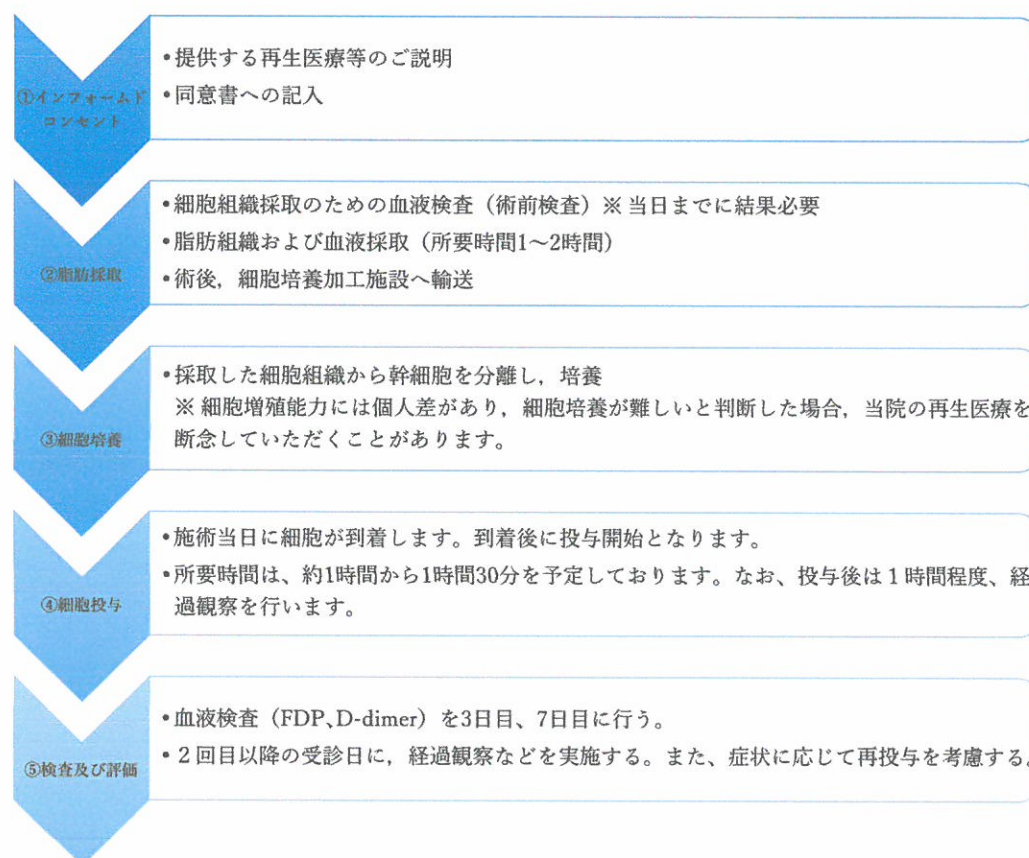 ①インフォームド
コンセント
•提供する再生医療等のご説明
•同意書への記入
②脂肪採取
•細胞組織採取のための血液検査（術前検査）※ 当日までに結果必要
•脂肪組織および血液採取（所要時間1～2時間）
•術後，細胞培養加工施設へ輸送
③細胞培養
•採取した細胞組織から幹細胞を分離し，培養
※ 細胞増殖能力には個人差があり，細胞培養が難しいと判断した場合，当院の再生医療を
断念していただくことがあります。
④細胞投与
•施術当日に細胞が到着します。到着後に投与開始となります。
•所要時間は、約1時間から1時間30分を予定しております。なお、投与後は１時間程度、経
過観察を行います。
⑤検査及び評価
•血液検査（FDP、D-dimer）を3日目、7日目に行う。
•２回目以降の受診日に，経過観察などを実施する。また、症状に応じて再投与を考慮する。